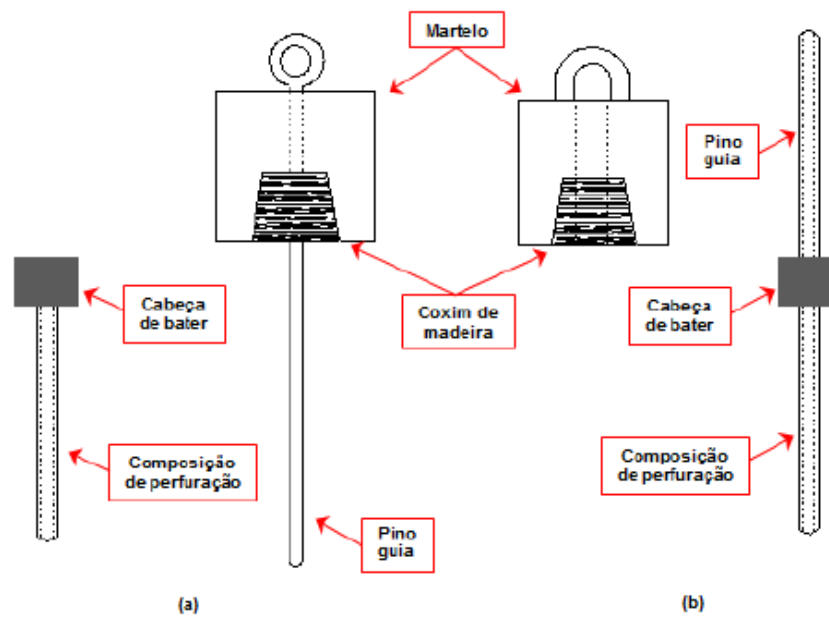 Martelo
Pino
guia
Cabeça
de bater
Coxim de
madeira
Cabeça
de bater
Composição
de perfuração
Composição
de perfuração
Pino
guia
(a)
(b)